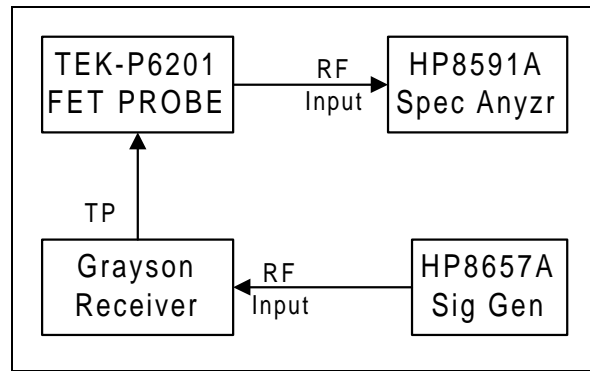 TEK-P6201
FET PROBE
RF
Input
HP8591A
Spec Anyzr
TP
Grayson
Receiver
RF
Input
HP8657A
Sig Gen